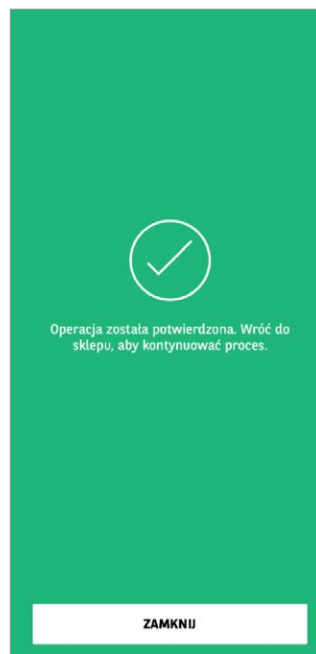 Operacja została potwierdzona. Wróć do
sklepu, aby kontynuować proces.
ZAMKNIJ